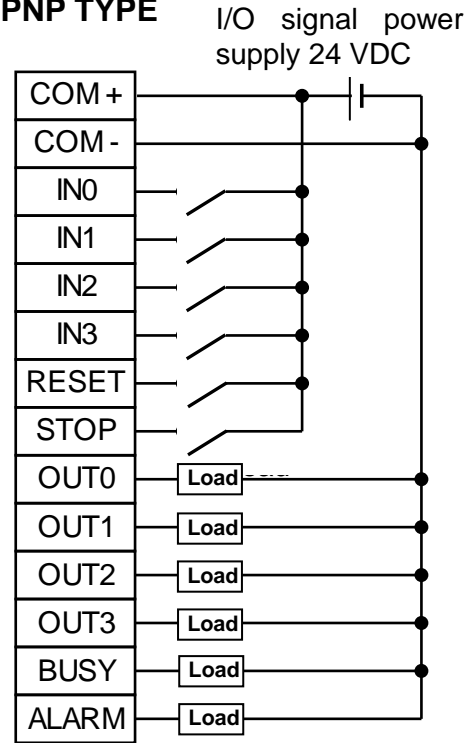 PNP TYPE
I/O signal power
supply 24 VDC
COM+
COM-
IN0
IN1
IN2
IN3
RESET
STOP
OUT0 Load
OUT1 Load
OUT2 Load
OUT3 Load
BUSY Load
ALARM Load